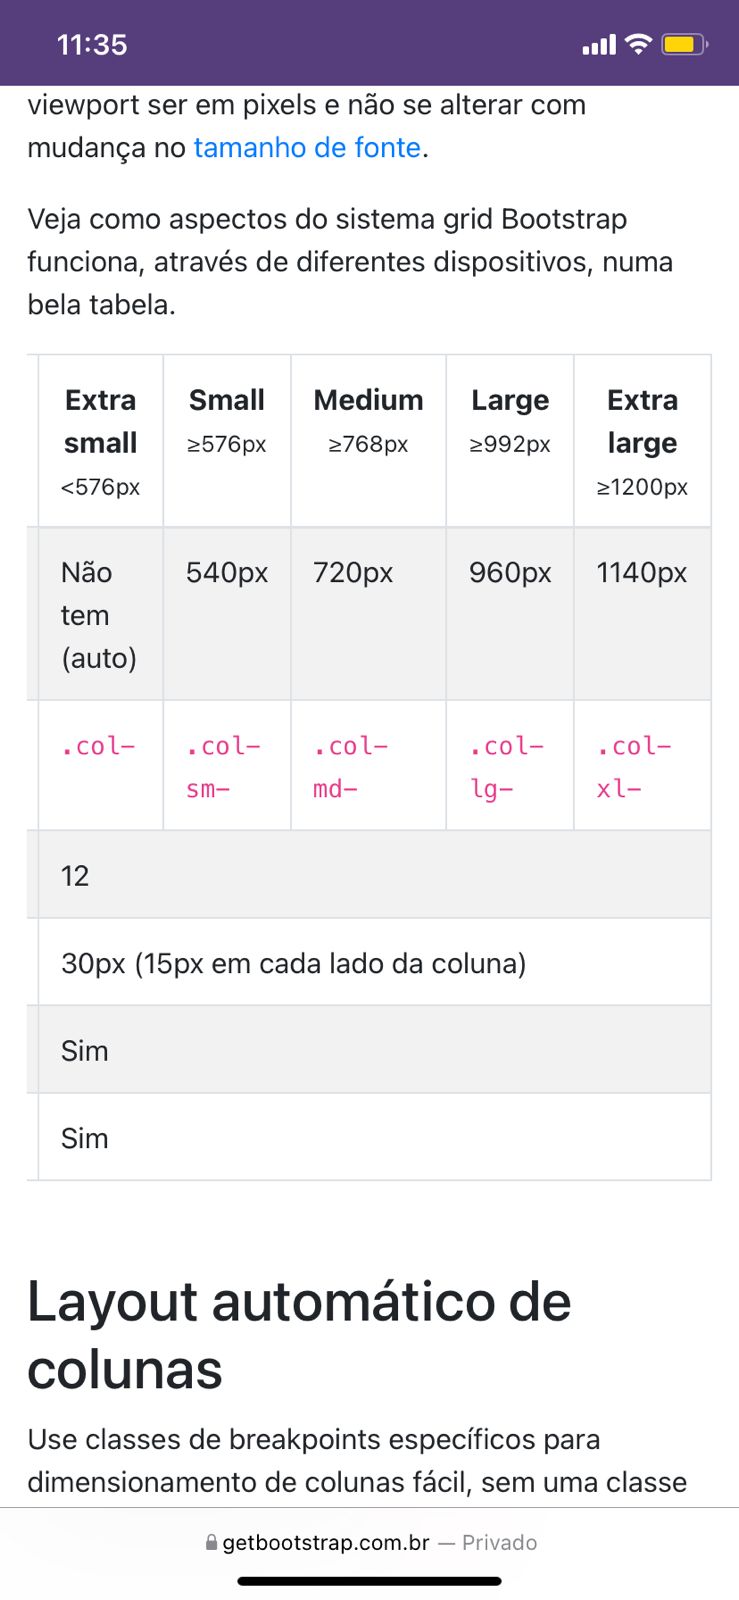 11:35
viewport ser em pixels e não se alterar com
mudança no tamanho de fonte.
Veja como aspectos do sistema grid Bootstrap
funciona, através de diferentes dispositivos, numa
bela tabela.
Extra small <576px
Small ≥576px
Medium ≥768px
Large ≥992px
Extra large ≥1200px
Não tem (auto)
540px
720px
960px
1140px
.col-
.col-sm-
.col-md-
.col-lg-
.col-xl-
12
30px (15px em cada lado da coluna)
Sim
Sim
Layout automático de
colunas
Use classes de breakpoints específicos para
dimensionamento de colunas fácil, sem uma classe
getbootstrap.com.br — Privado